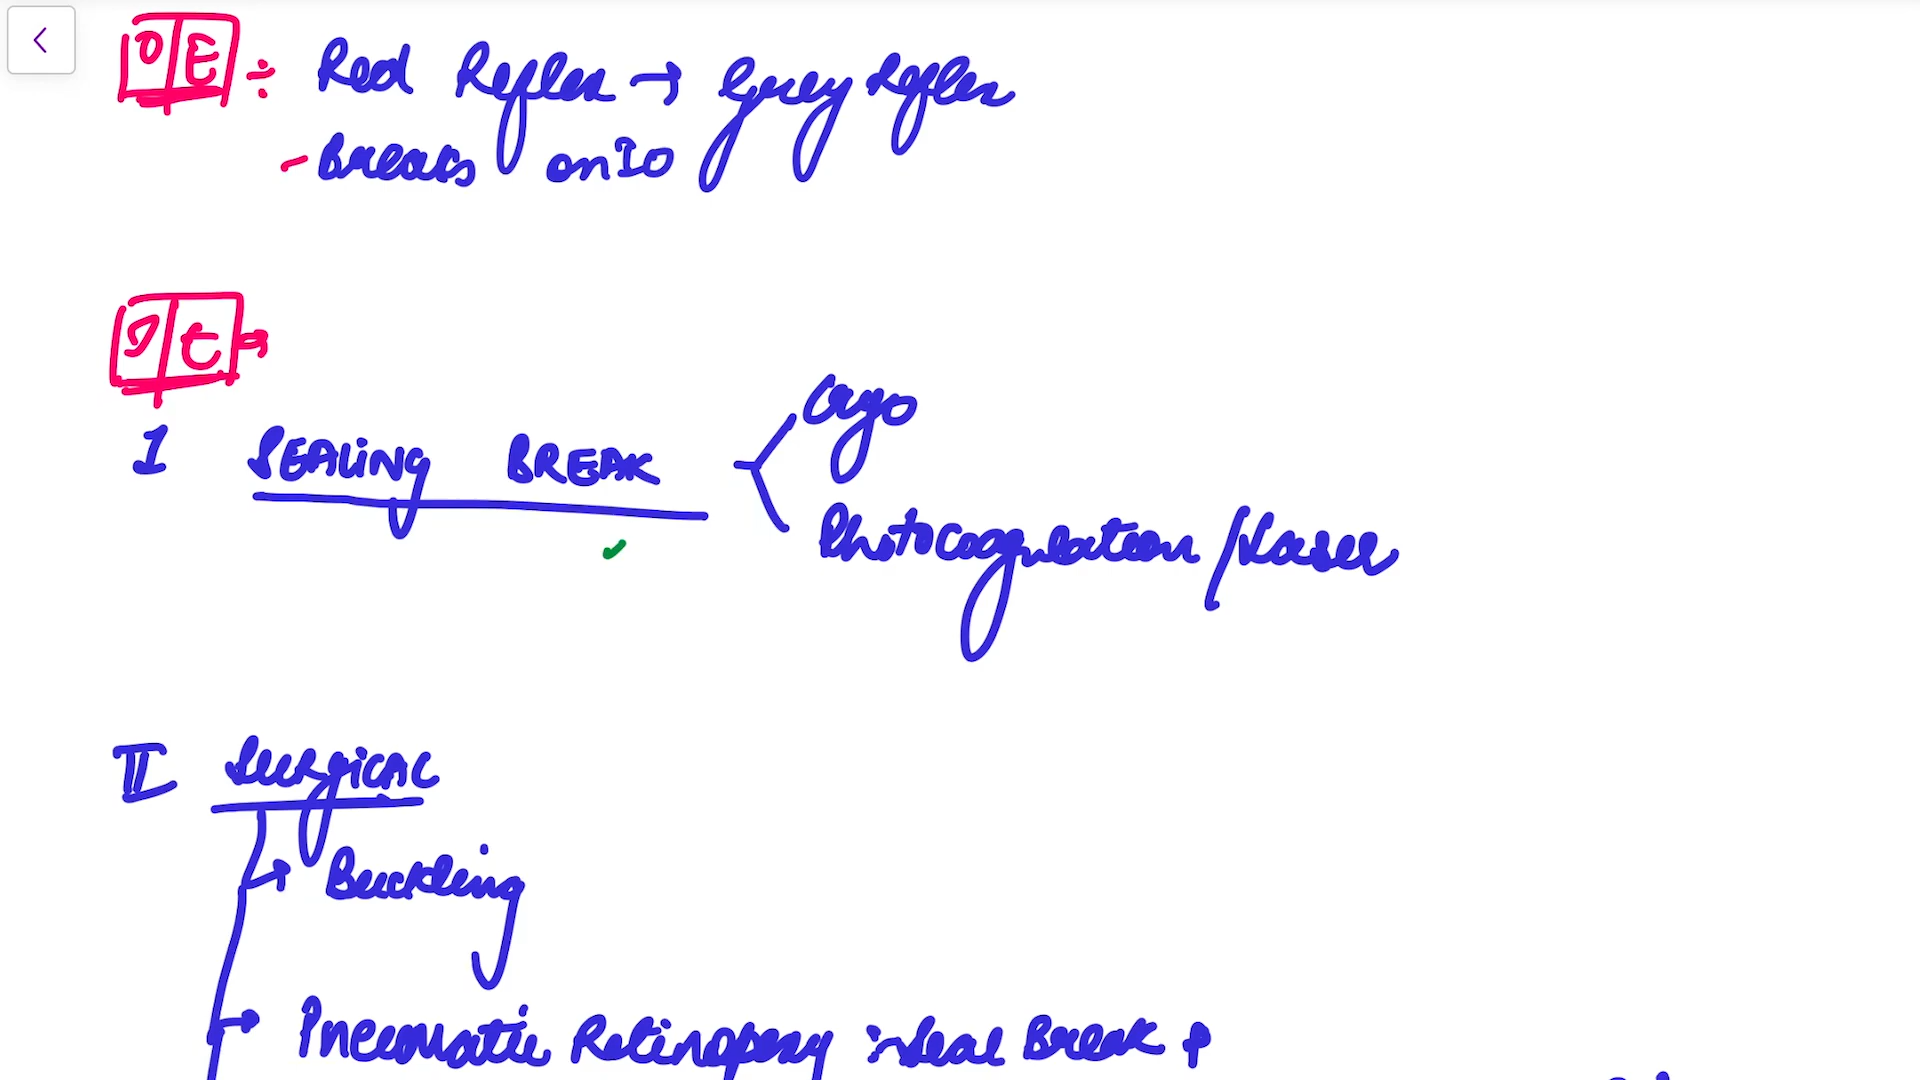 O/E ÷ Red Reflex → Grey Reflex
- Breaks on IO
T/t →
I SEALING BREAK
Cryo
Photocoagulation / Laser
II SURGICAL
→ Buckling
→ Pneumatic Retinopexy : Seal Break